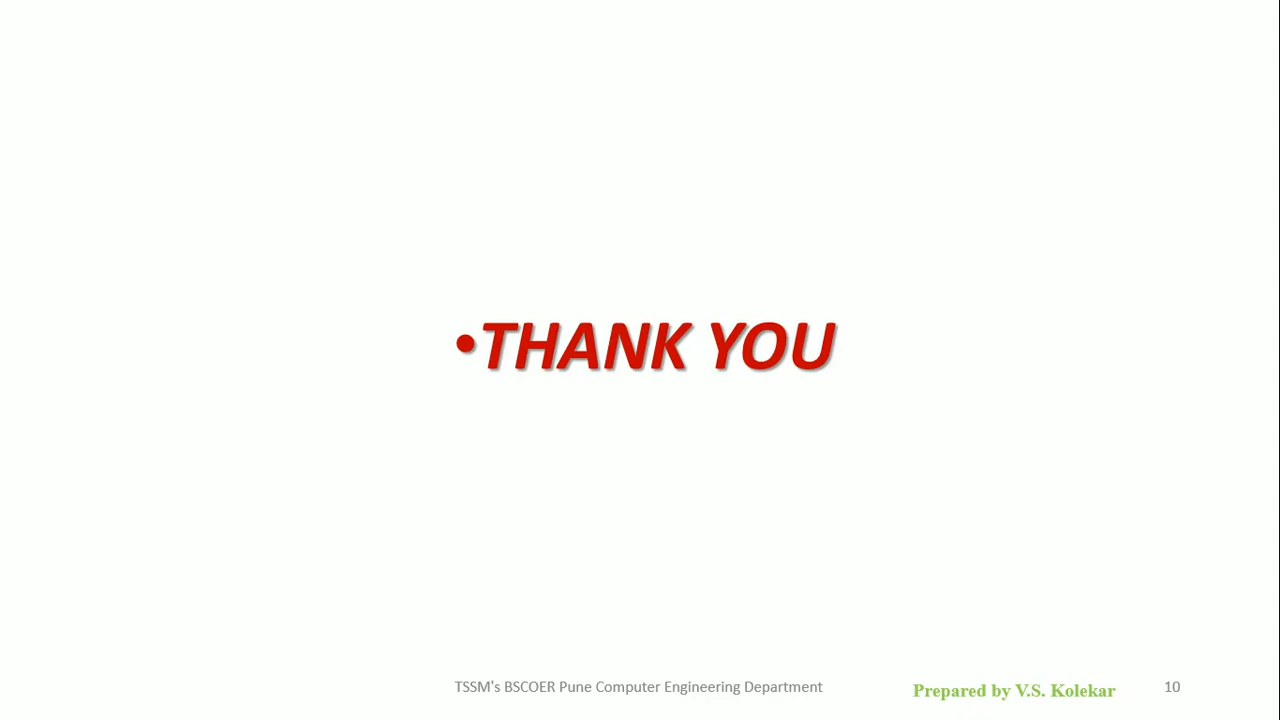 •THANK YOU
TSSM's BSCOER Pune Computer Engineering Department
Prepared by V.S. Kolekar
10